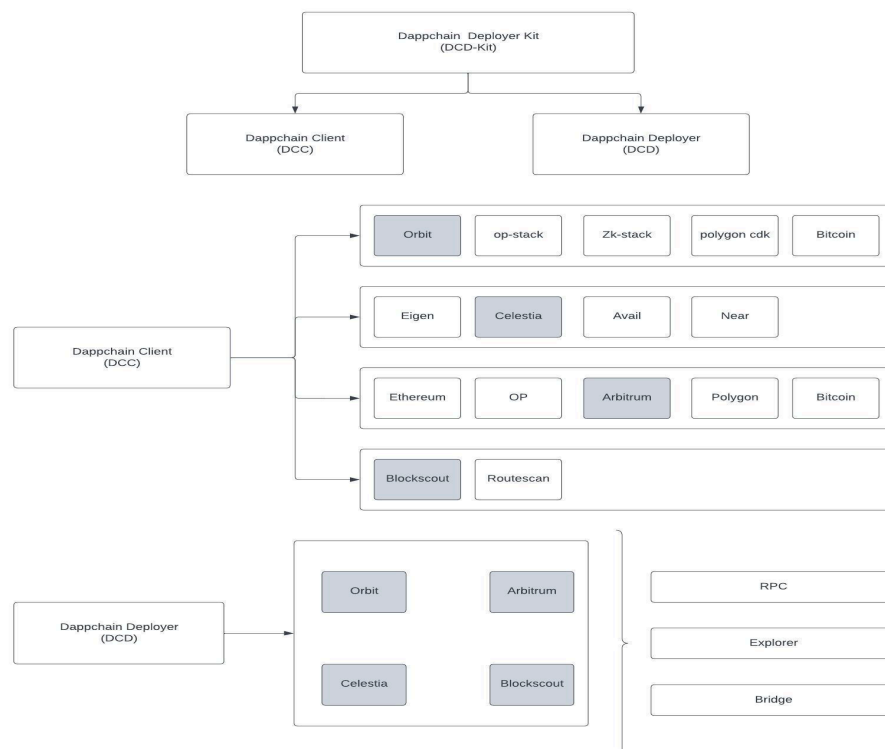 Dappchain Deployer Kit
(DCD-Kit)
Dappchain Client
(DCC)
Dappchain Deployer
(DCD)
Orbit
op-stack
Zk-stack
polygon cdk
Bitcoin
Eigen
Celestia
Avail
Near
Dappchain Client
(DCC)
Ethereum
OP
Arbitrum
Polygon
Bitcoin
Blockscout
Routescan
Dappchain Deployer
(DCD)
Orbit
Arbitrum
Celestia
Blockscout
RPC
Explorer
Bridge